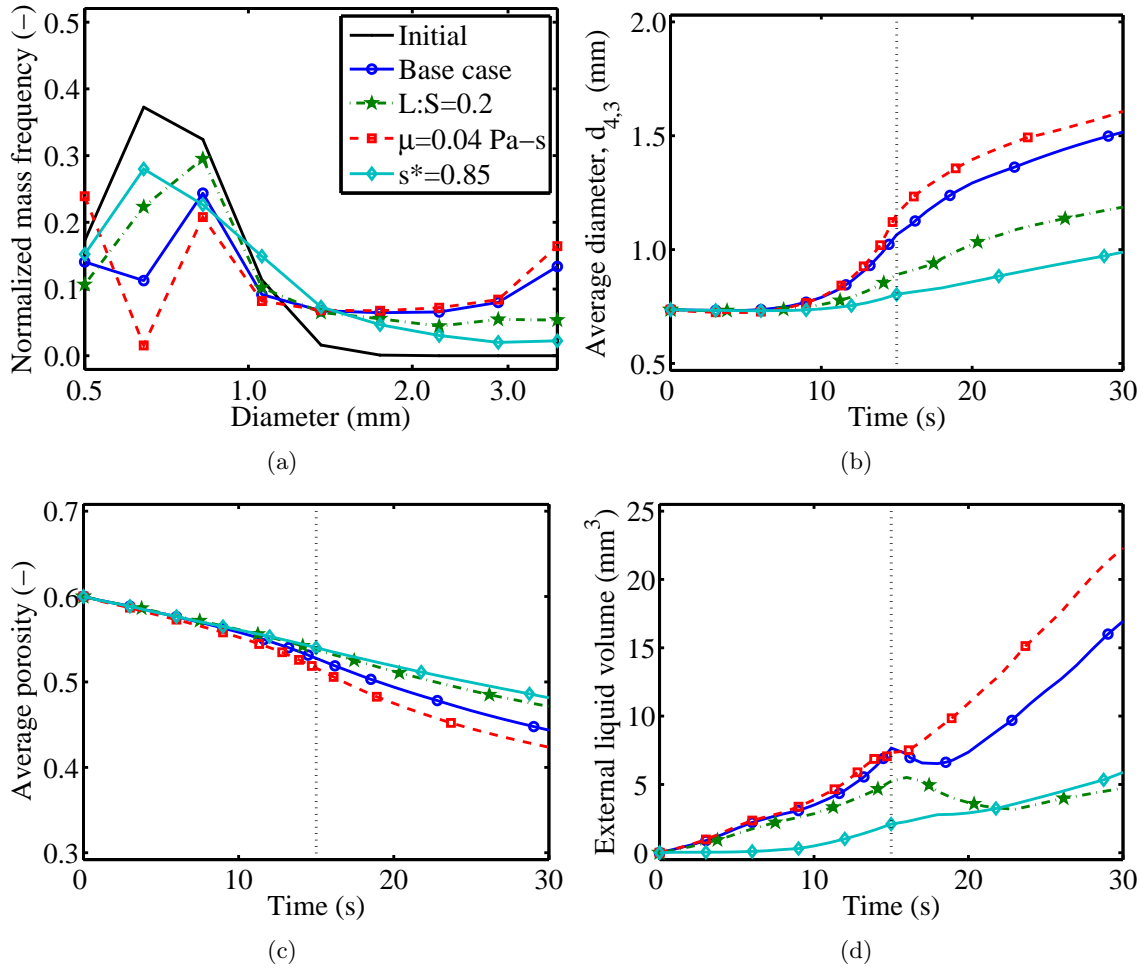 0.5
0.4
0.3
0.2
0.1
0.0
Normalized mass frequency (−)
0.5
1.0
2.0
3.0
Diameter (mm)
Initial
Base case
L:S=0.2
μ=0.04 Pa−s
s*=0.85
(a)
2.0
1.5
1.0
0.5
Average diameter, d4,3 (mm)
0
10
20
30
Time (s)
(b)
0.7
0.6
0.5
0.4
0.3
Average porosity (−)
0
10
20
30
Time (s)
(c)
25
20
15
10
5
0
External liquid volume (mm³)
0
10
20
30
Time (s)
(d)